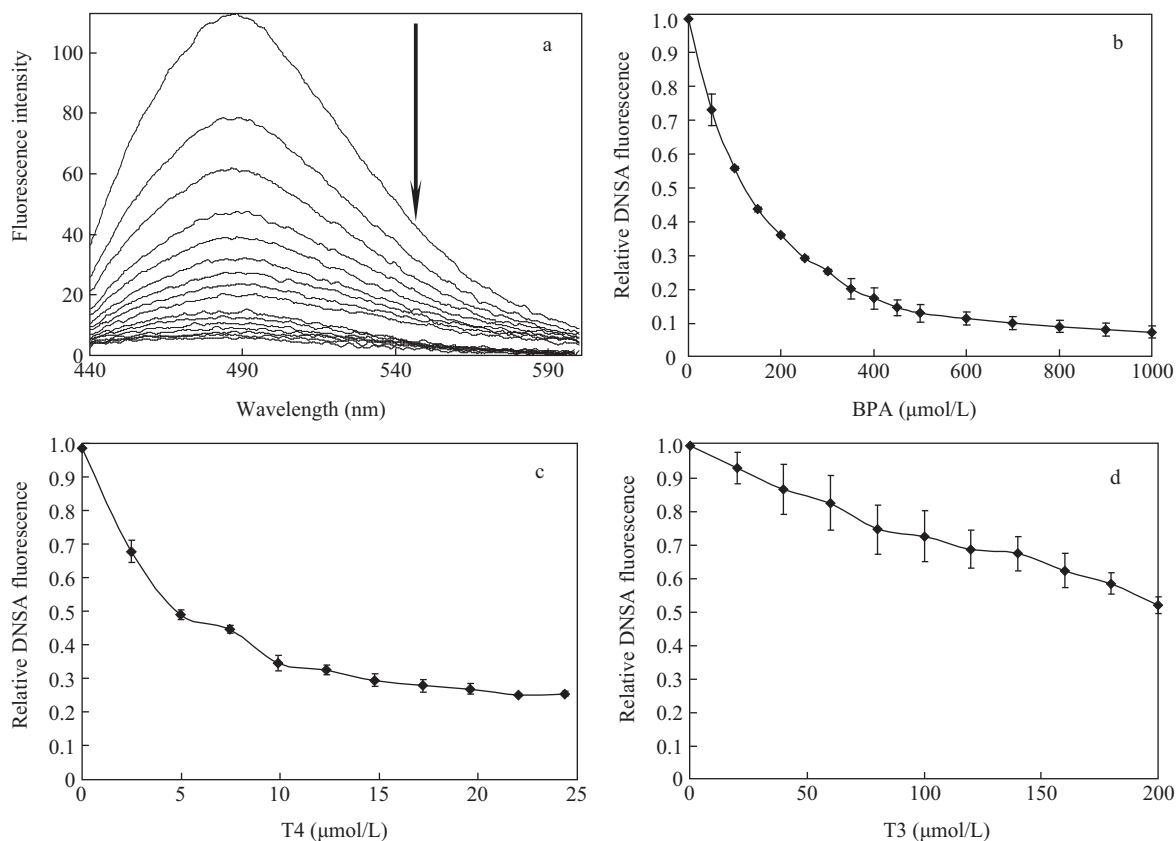 a
Fluorescence intensity
100
80
60
40
20
0
440 490 540 590
Wavelength (nm)
b
Relative DNSA fluorescence
1.0
0.9
0.8
0.7
0.6
0.5
0.4
0.3
0.2
0.1
0
0 200 400 600 800 1000
BPA (μmol/L)
c
Relative DNSA fluorescence
1.0
0.9
0.8
0.7
0.6
0.5
0.4
0.3
0.2
0.1
0
0 5 10 15 20 25
T4 (μmol/L)
d
Relative DNSA fluorescence
1.0
0.9
0.8
0.7
0.6
0.5
0.4
0.3
0.2
0.1
0
0 50 100 150 200
T3 (μmol/L)